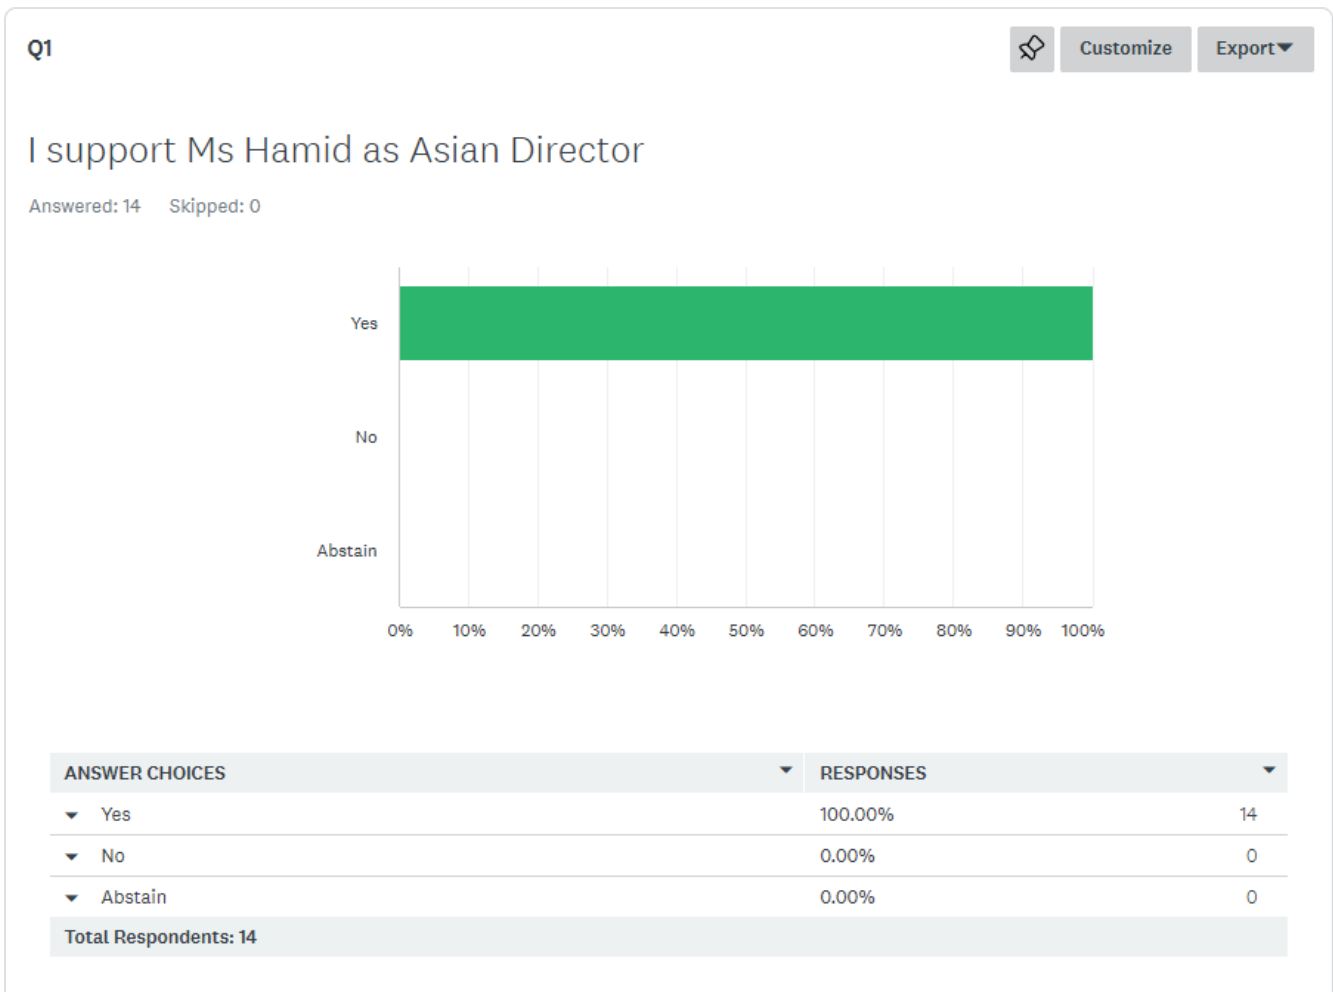 Q1
Customize
Export
I support Ms Hamid as Asian Director
Answered: 14 Skipped: 0
Yes
No
Abstain
0% 10% 20% 30% 40% 50% 60% 70% 80% 90% 100%
ANSWER CHOICES RESPONSES
Yes 100.00% 14
No 0.00% 0
Abstain 0.00% 0
Total Respondents: 14